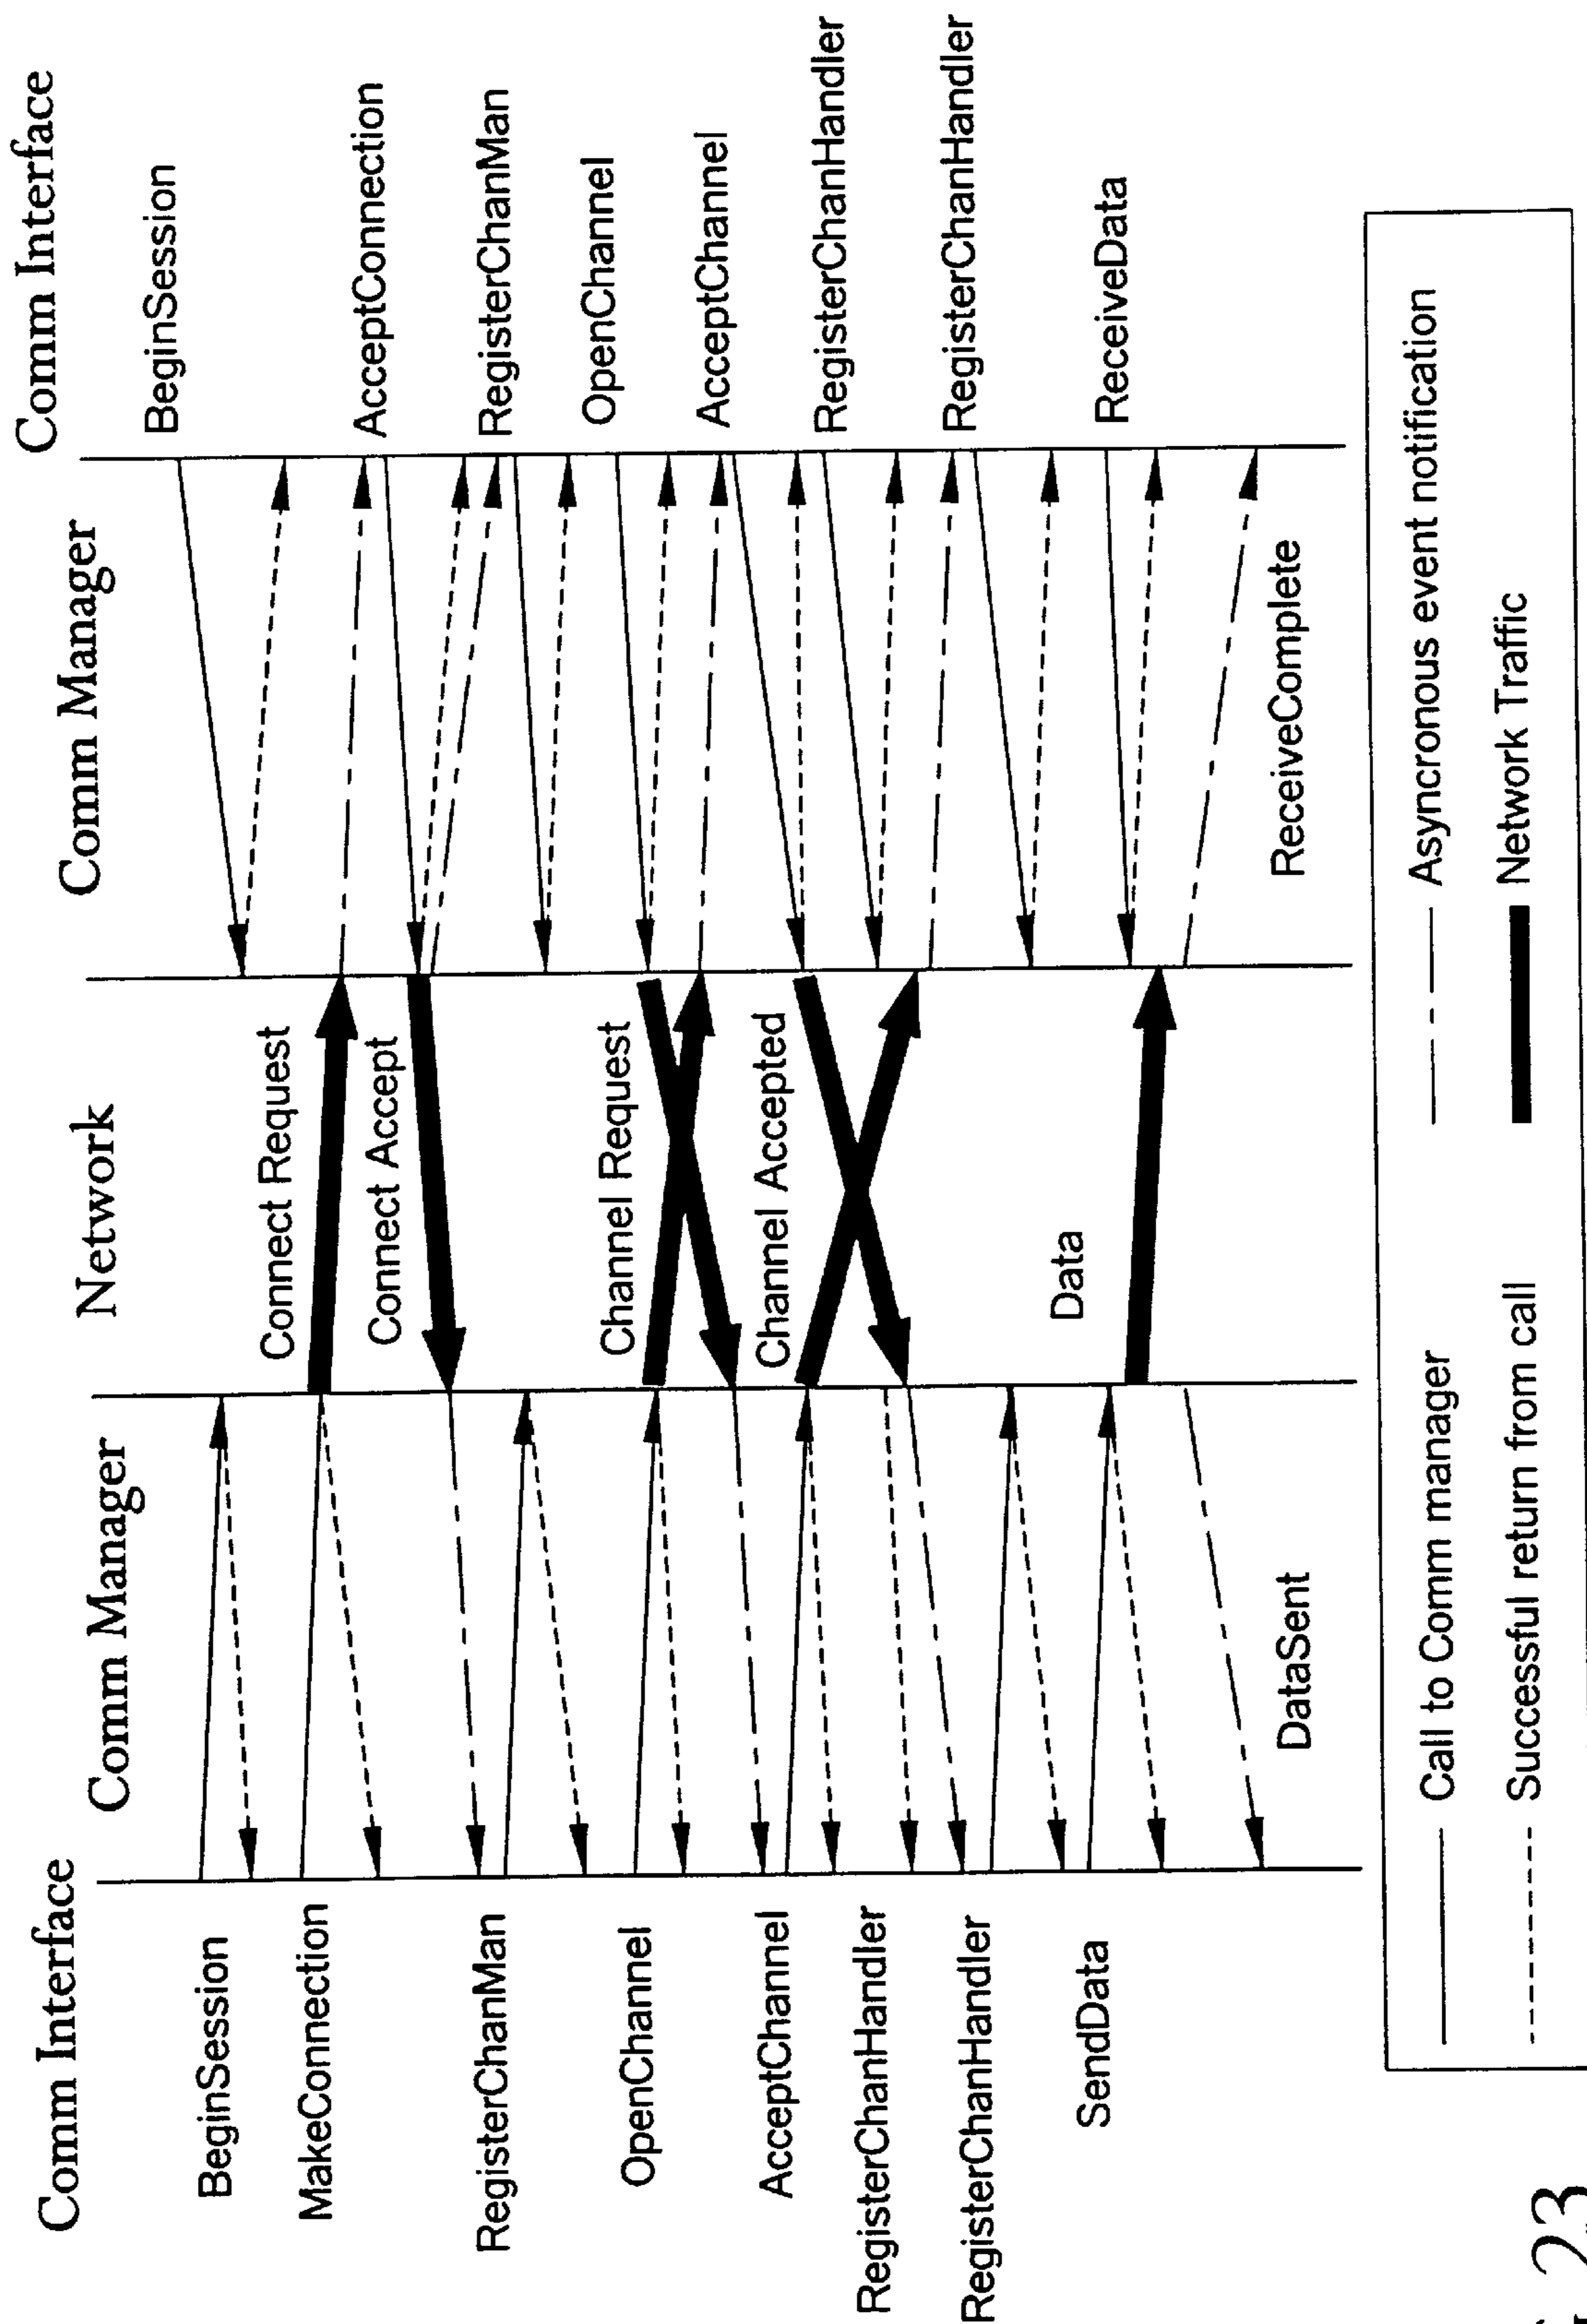 Comm Interface
Comm Manager
Network
Comm Manager
Comm Interface
BeginSession
MakeConnection
RegisterChanMan
OpenChannel
AcceptChannel
RegisterChanHandler
RegisterChanHandler
SendData
DataSent
Connect Request
Connect Accept
Channel Request
Channel Accepted
Data
ReceiveComplete
BeginSession
AcceptConnection
RegisterChanMan
OpenChannel
AcceptChannel
RegisterChanHandler
RegisterChanHandler
ReceiveData
Call to Comm manager
Asyncronous event notification
Successful return from call
Network Traffic
23